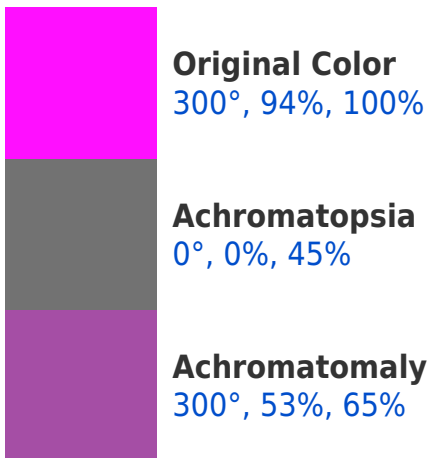 Original Color
300°, 94%, 100%
Achromatopsia
0°, 0%, 45%
Achromatomaly
300°, 53%, 65%